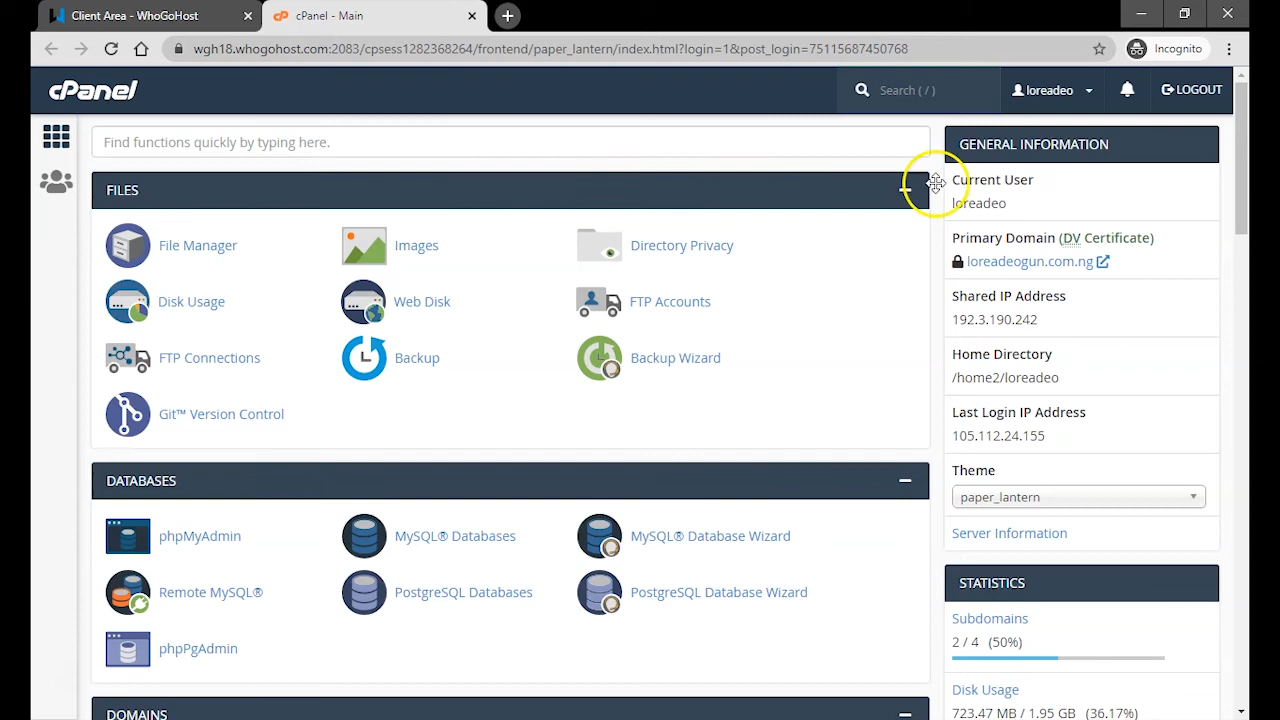 Client Area - WhoGoHost
cPanel - Main
wgh18.whogohost.com:2083/cpsess1282368264/frontend/paper_lantern/index.html?login=1&post_login=75115687450768
Incognito
cPanel
Search ( / )
loreadeo
LOGOUT
Find functions quickly by typing here.
FILES
File Manager
Images
Directory Privacy
Disk Usage
Web Disk
FTP Accounts
FTP Connections
Backup
Backup Wizard
Git™ Version Control
DATABASES
phpMyAdmin
MySQL® Databases
MySQL® Database Wizard
Remote MySQL®
PostgreSQL Databases
PostgreSQL Database Wizard
phpPgAdmin
DOMAINS
GENERAL INFORMATION
Current User
loreadeo
Primary Domain (DV Certificate)
loreadeogun.com.ng
Shared IP Address
192.3.190.242
Home Directory
/home2/loreadeo
Last Login IP Address
105.112.24.155
Theme
paper_lantern
Server Information
STATISTICS
Subdomains
2 / 4 (50%)
Disk Usage
723.47 MB / 1.95 GB (36.17%)